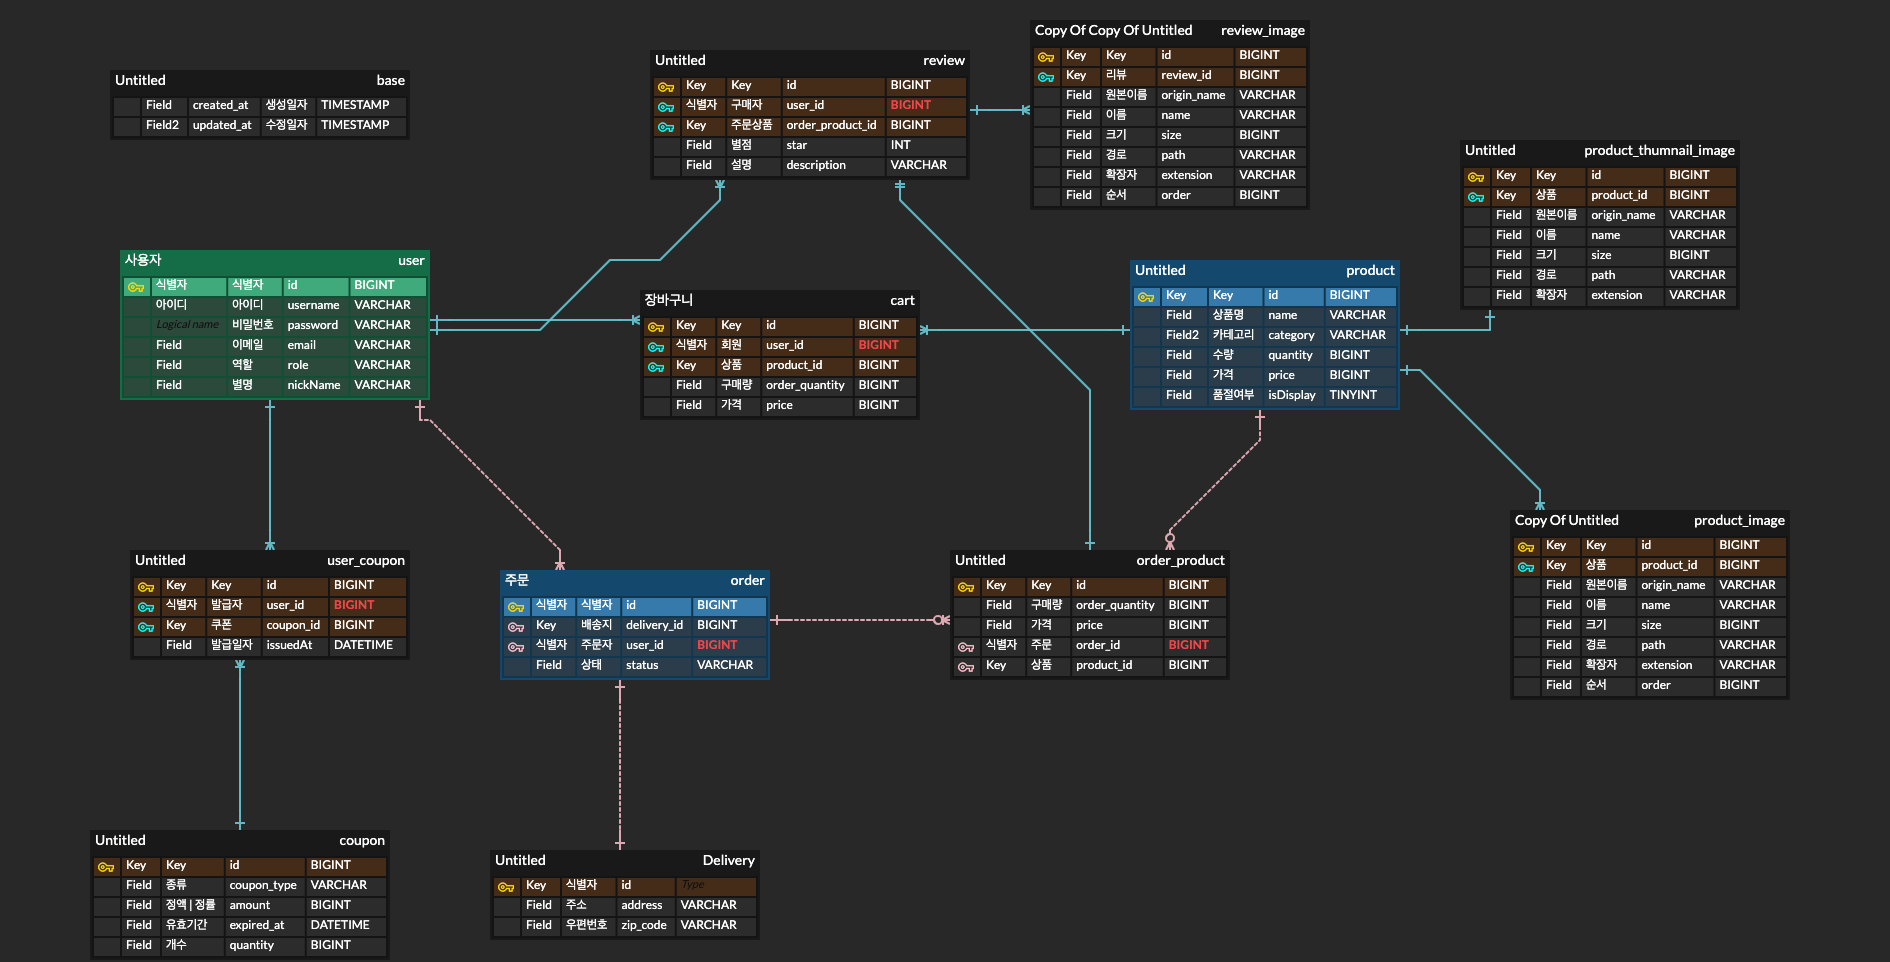 Untitled base
Field created_at 생성일자 TIMESTAMP
Field2 updated_at 수정일자 TIMESTAMP
Untitled review
Key Key id BIGINT
식별자 구매자 user_id BIGINT
Key 주문상품 order_product_id BIGINT
Field 별점 star INT
Field 설명 description VARCHAR
Copy Of Copy Of Untitled review_image
Key Key id BIGINT
Key 리뷰 review_id BIGINT
Field 원본이름 origin_name VARCHAR
Field 이름 name VARCHAR
Field 크기 size BIGINT
Field 경로 path VARCHAR
Field 확장자 extension VARCHAR
Field 순서 order BIGINT
Untitled product_thumnail_image
Key Key id BIGINT
Key 상품 product_id BIGINT
Field 원본이름 origin_name VARCHAR
Field 이름 name VARCHAR
Field 크기 size BIGINT
Field 경로 path VARCHAR
Field 확장자 extension VARCHAR
사용자 user
식별자 식별자 id BIGINT
아이디 아이디 username VARCHAR
Logical name 비밀번호 password VARCHAR
Field 이메일 email VARCHAR
Field 역할 role VARCHAR
Field 별명 nickName VARCHAR
장바구니 cart
Key Key id BIGINT
식별자 회원 user_id BIGINT
Key 상품 product_id BIGINT
Field 구매량 order_quantity BIGINT
Field 가격 price BIGINT
Untitled product
Key Key id BIGINT
Field 상품명 name VARCHAR
Field2 카테고리 category VARCHAR
Field 수량 quantity BIGINT
Field 가격 price BIGINT
Field 품절여부 isDisplay TINYINT
Untitled user_coupon
Key Key id BIGINT
식별자 발급자 user_id BIGINT
Key 쿠폰 coupon_id BIGINT
Field 발급일자 issuedAt DATETIME
주문 order
식별자 식별자 id BIGINT
Key 배송지 delivery_id BIGINT
식별자 주문자 user_id BIGINT
Field 상태 status VARCHAR
Untitled order_product
Key Key id BIGINT
Field 구매량 order_quantity BIGINT
Field 가격 price BIGINT
식별자 주문 order_id BIGINT
Key 상품 product_id BIGINT
Copy Of Untitled product_image
Key Key id BIGINT
Key 상품 product_id BIGINT
Field 원본이름 origin_name VARCHAR
Field 이름 name VARCHAR
Field 크기 size BIGINT
Field 경로 path VARCHAR
Field 확장자 extension VARCHAR
Field 순서 order BIGINT
Untitled coupon
Key Key id BIGINT
Field 종류 coupon_type VARCHAR
Field 정액 | 정률 amount BIGINT
Field 유효기간 expired_at DATETIME
Field 개수 quantity BIGINT
Untitled Delivery
Key 식별자 id Type
Field 주소 address VARCHAR
Field 우편번호 zip_code VARCHAR